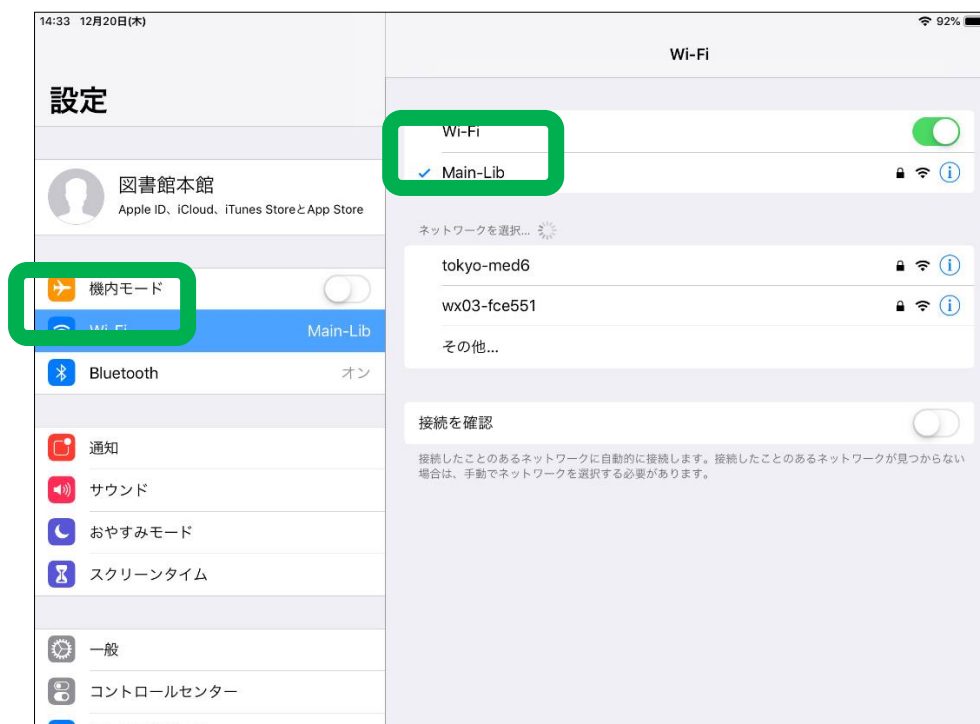 14:33 12月20日(木)
92%
設定
図書館本館
Apple ID、iCloud、iTunes StoreとApp Store
機内モード
Wi-Fi Main-Lib
Bluetooth オン
通知
サウンド
おやすみモード
スクリーンタイム
一般
コントロールセンター
Wi-Fi
Wi-Fi
Main-Lib
ネットワークを選択...
tokyo-med6
wx03-fce551
その他...
接続を確認
接続したことのあるネットワークに自動的に接続します。接続したことのあるネットワークが見つからない
場合は、手動でネットワークを選択する必要があります。